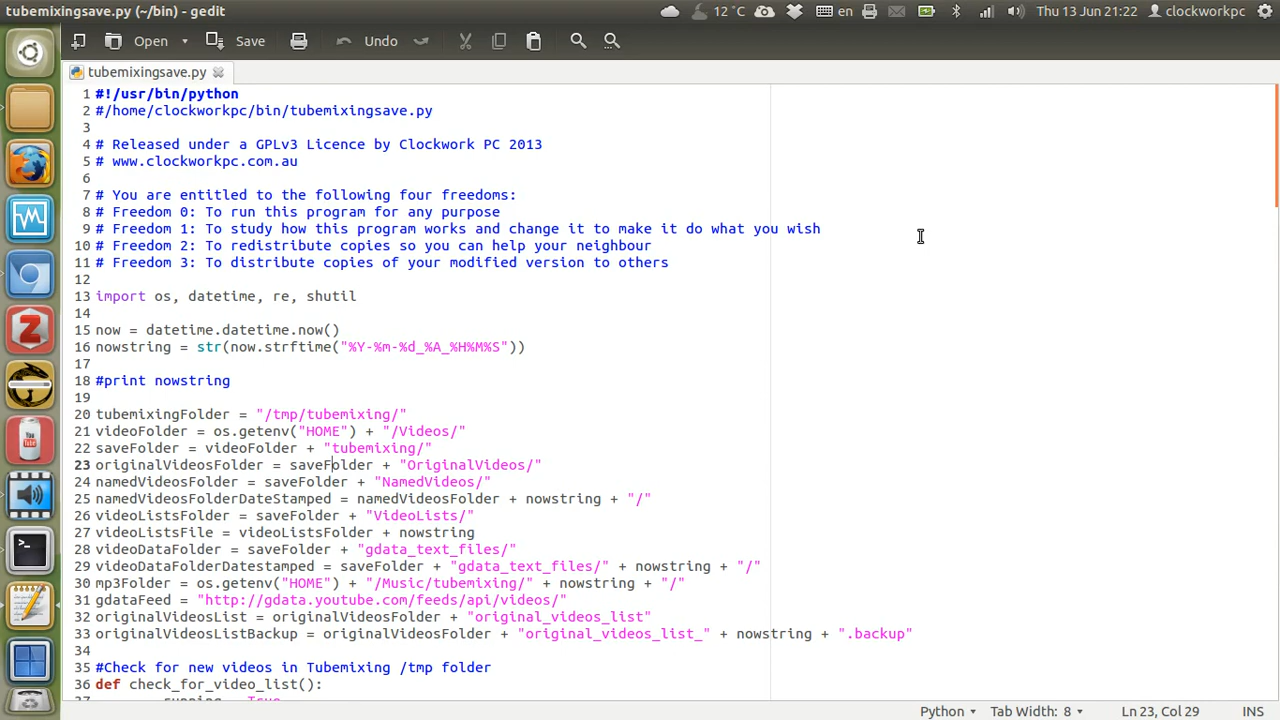 tubemixingsave.py (~/bin) - gedit
12 °C en Thu 13 Jun 21:22 clockworkpc
Open Save Undo
tubemixingsave.py
1 #!/usr/bin/python
2 #/home/clockworkpc/bin/tubemixingsave.py
3
4 # Released under a GPLv3 Licence by Clockwork PC 2013
5 # www.clockworkpc.com.au
6
7 # You are entitled to the following four freedoms:
8 # Freedom 0: To run this program for any purpose
9 # Freedom 1: To study how this program works and change it to make it do what you wish
10 # Freedom 2: To redistribute copies so you can help your neighbour
11 # Freedom 3: To distribute copies of your modified version to others
12
13 import os, datetime, re, shutil
14
15 now = datetime.datetime.now()
16 nowstring = str(now.strftime("%Y-%m-%d_%A_%H%M%S"))
17
18 #print nowstring
19
20 tubemixingFolder = "/tmp/tubemixing/"
21 videoFolder = os.getenv("HOME") + "/Videos/"
22 saveFolder = videoFolder + "tubemixing/"
23 originalVideosFolder = saveFolder + "OriginalVideos/"
24 namedVideosFolder = saveFolder + "NamedVideos/"
25 namedVideosFolderDateStamped = namedVideosFolder + nowstring + "/"
26 videoListsFolder = saveFolder + "VideoLists/"
27 videoListsFile = videoListsFolder + nowstring
28 videoDataFolder = saveFolder + "gdata_text_files/"
29 videoDataFolderDatestamped = saveFolder + "gdata_text_files/" + nowstring + "/"
30 mp3Folder = os.getenv("HOME") + "/Music/tubemixing/" + nowstring + "/"
31 gdataFeed = "http://gdata.youtube.com/feeds/api/videos/"
32 originalVideosList = originalVideosFolder + "original_videos_list"
33 originalVideosListBackup = originalVideosFolder + "original_videos_list_" + nowstring + ".backup"
34
35 #Check for new videos in Tubemixing /tmp folder
36 def check_for_video_list():
37 running = True
Python Tab Width: 8 Ln 23, Col 29 INS